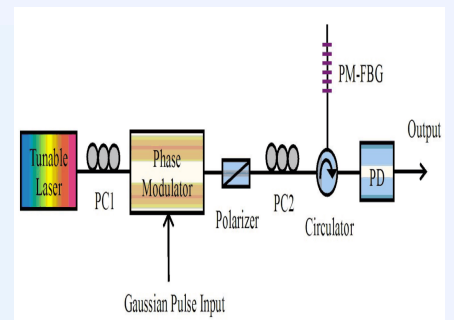 PM-FBG
Output
Tunable
Laser
PC1
Phase
Modulator
Polarizer
PC2
Circulator
PD
Gaussian Pulse Input